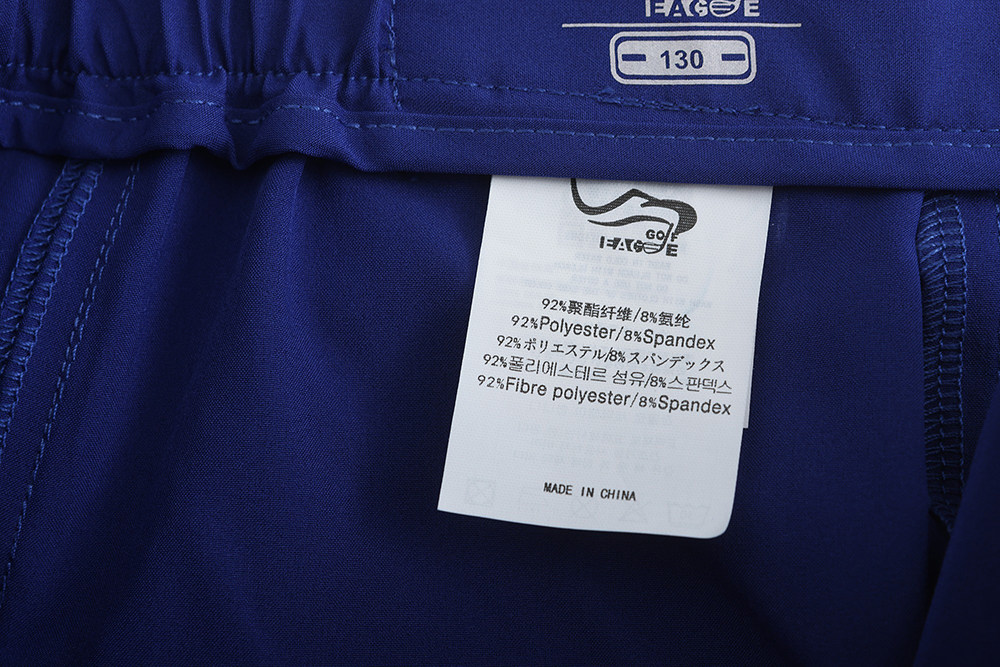 EAGOE
130
GOLF
EAGOE
92%聚酯纤维/8%氨纶
92%Polyester/8%Spandex
92%ポリエステル/8%スパンデックス
92%폴리에스테르 섬유/8%스판덱스
92%Fibre polyester/8%Spandex
MADE IN CHINA